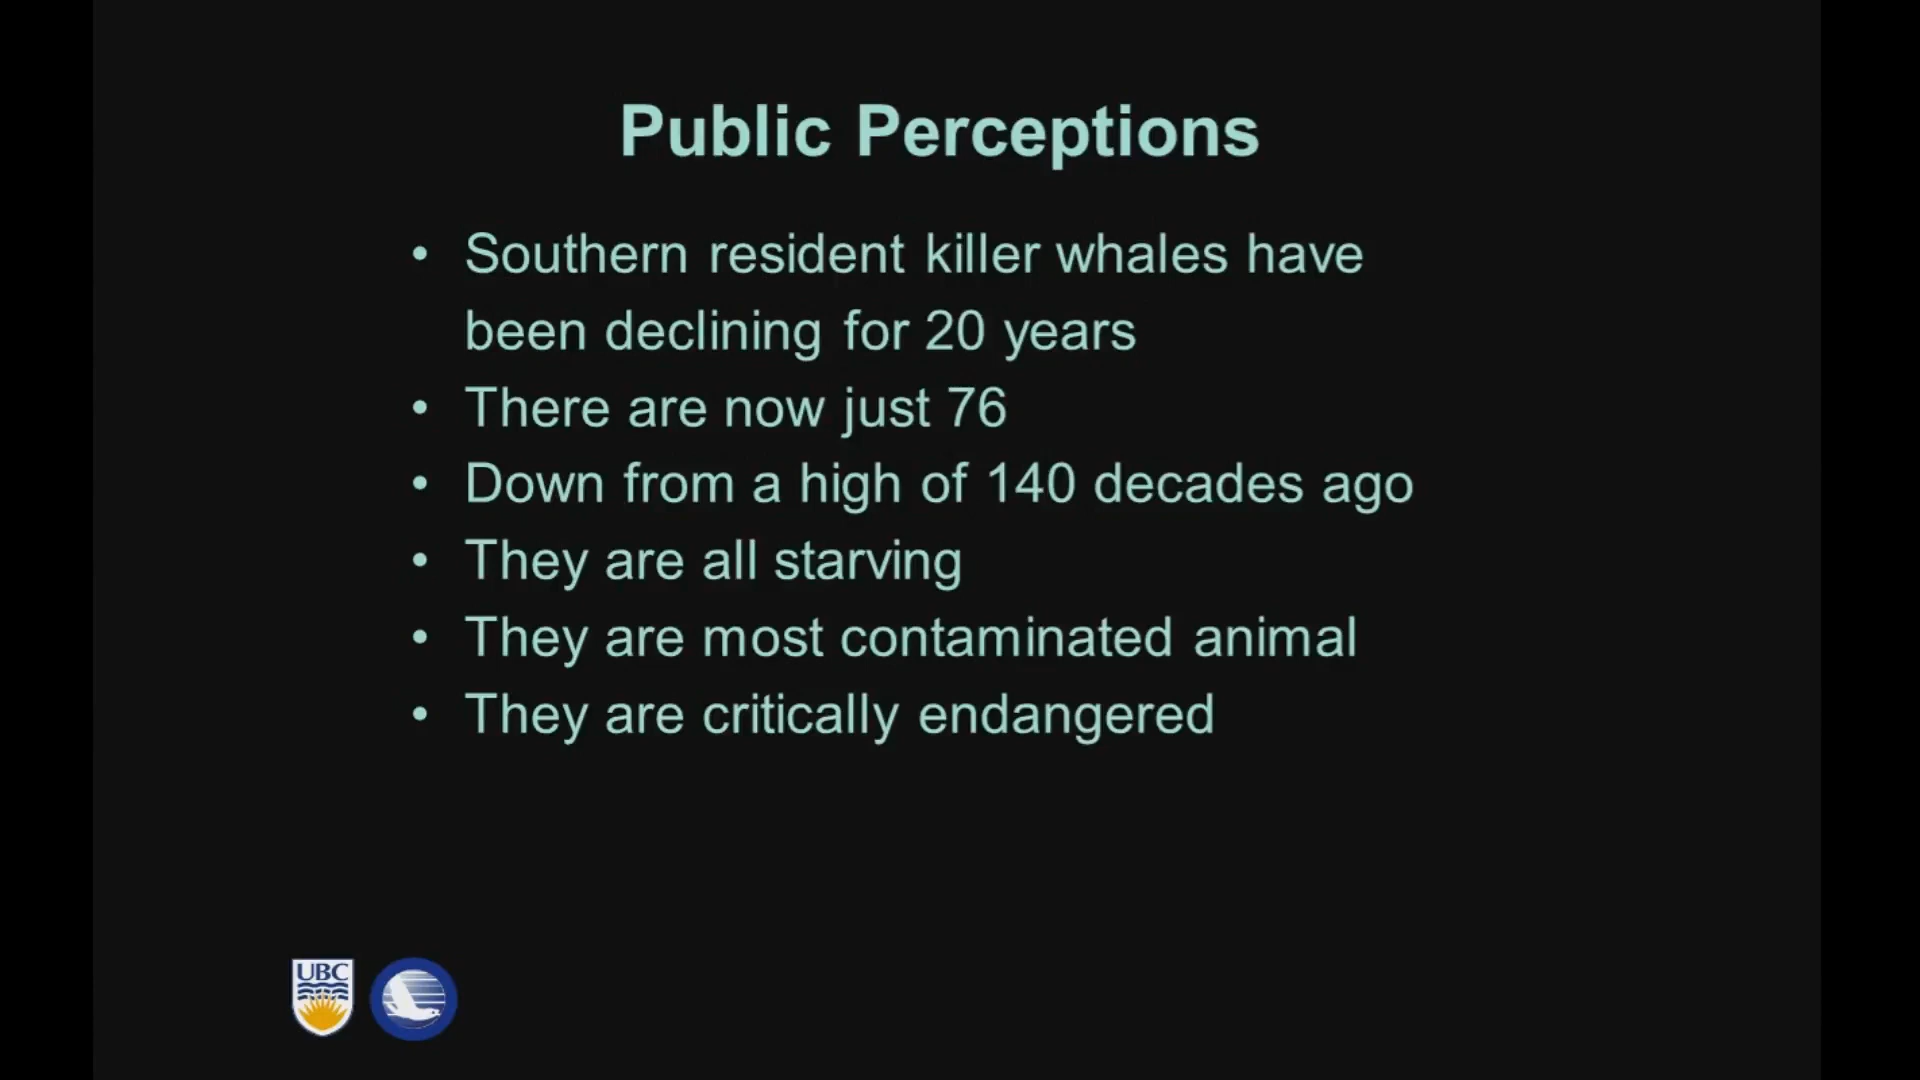 Public Perceptions
• Southern resident killer whales have
been declining for 20 years
• There are now just 76
• Down from a high of 140 decades ago
• They are all starving
• They are most contaminated animal
• They are critically endangered
UBC